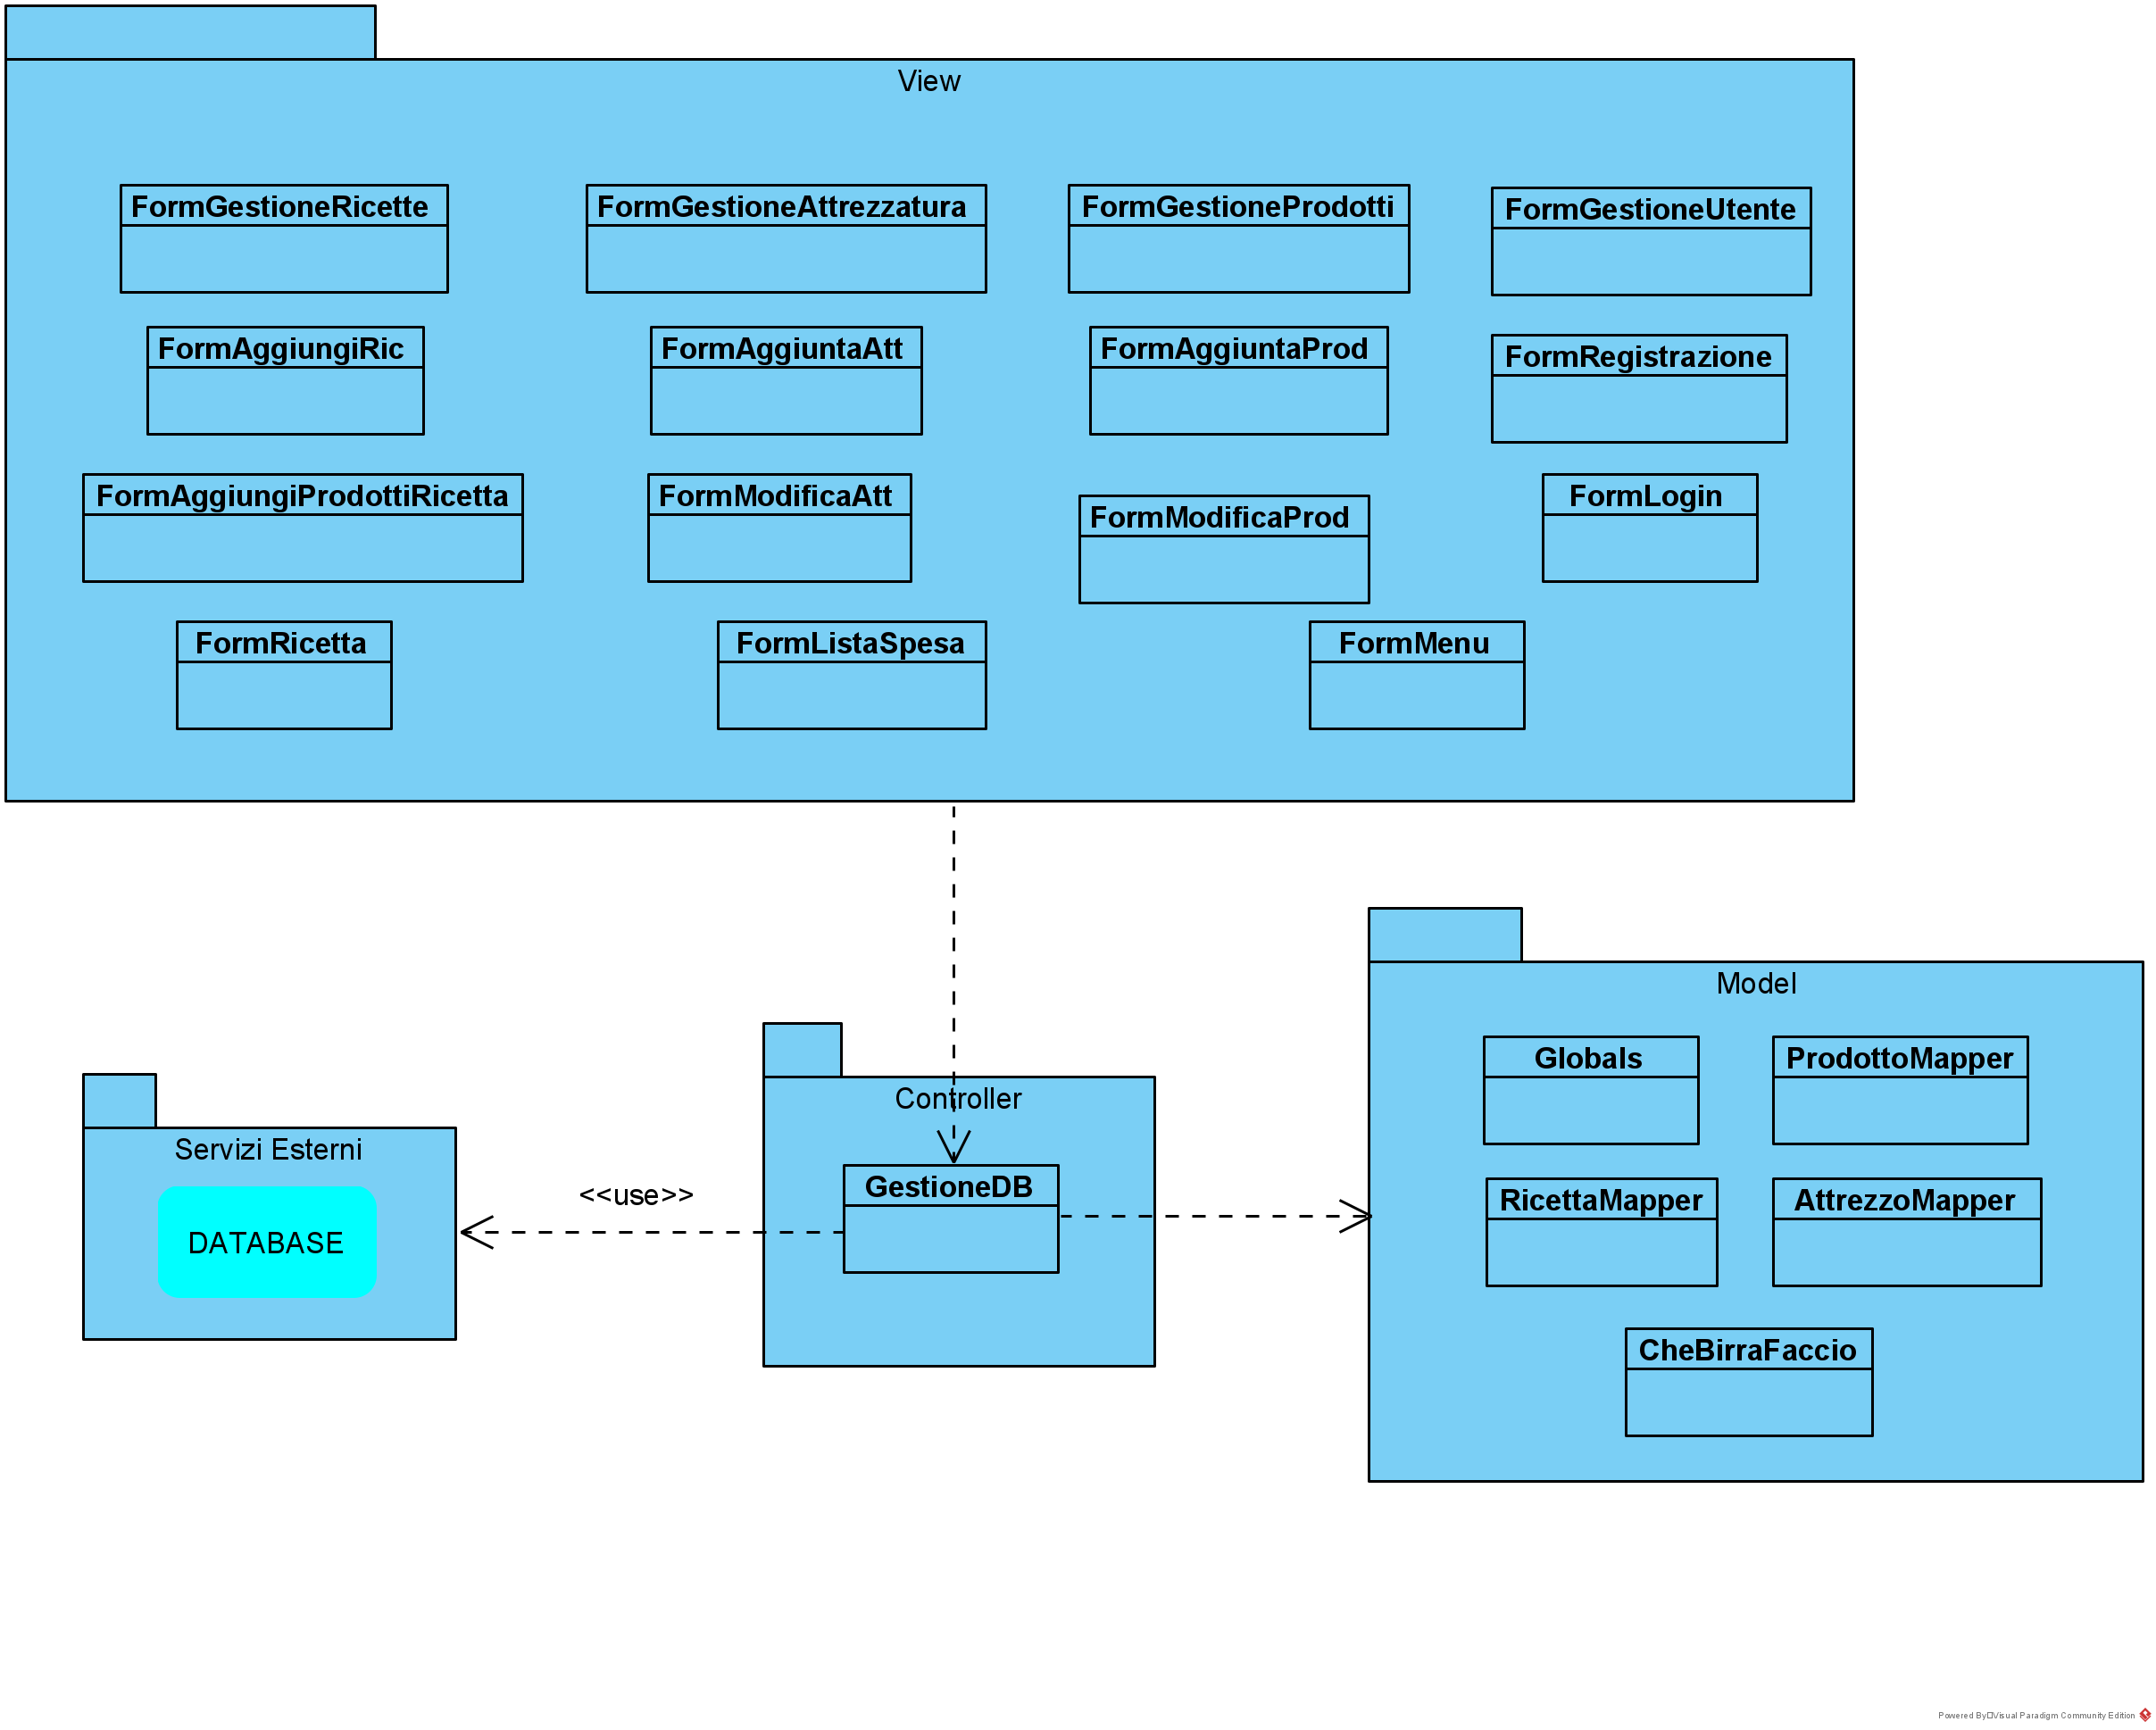 View
FormGestioneRicette
FormGestioneAttrezzatura
FormGestioneProdotti
FormGestioneUtente
FormAggiungiRic
FormAggiuntaAtt
FormAggiuntaProd
FormRegistrazione
FormAggiungiProdottiRicetta
FormModificaAtt
FormModificaProd
FormLogin
FormRicetta
FormListaSpesa
FormMenu
Servizi Esterni
DATABASE
<<use>>
Controller
GestioneDB
Model
Globals
ProdottoMapper
RicettaMapper
AttrezzoMapper
CheBirraFaccio
Powered By□Visual Paradigm Community Edition